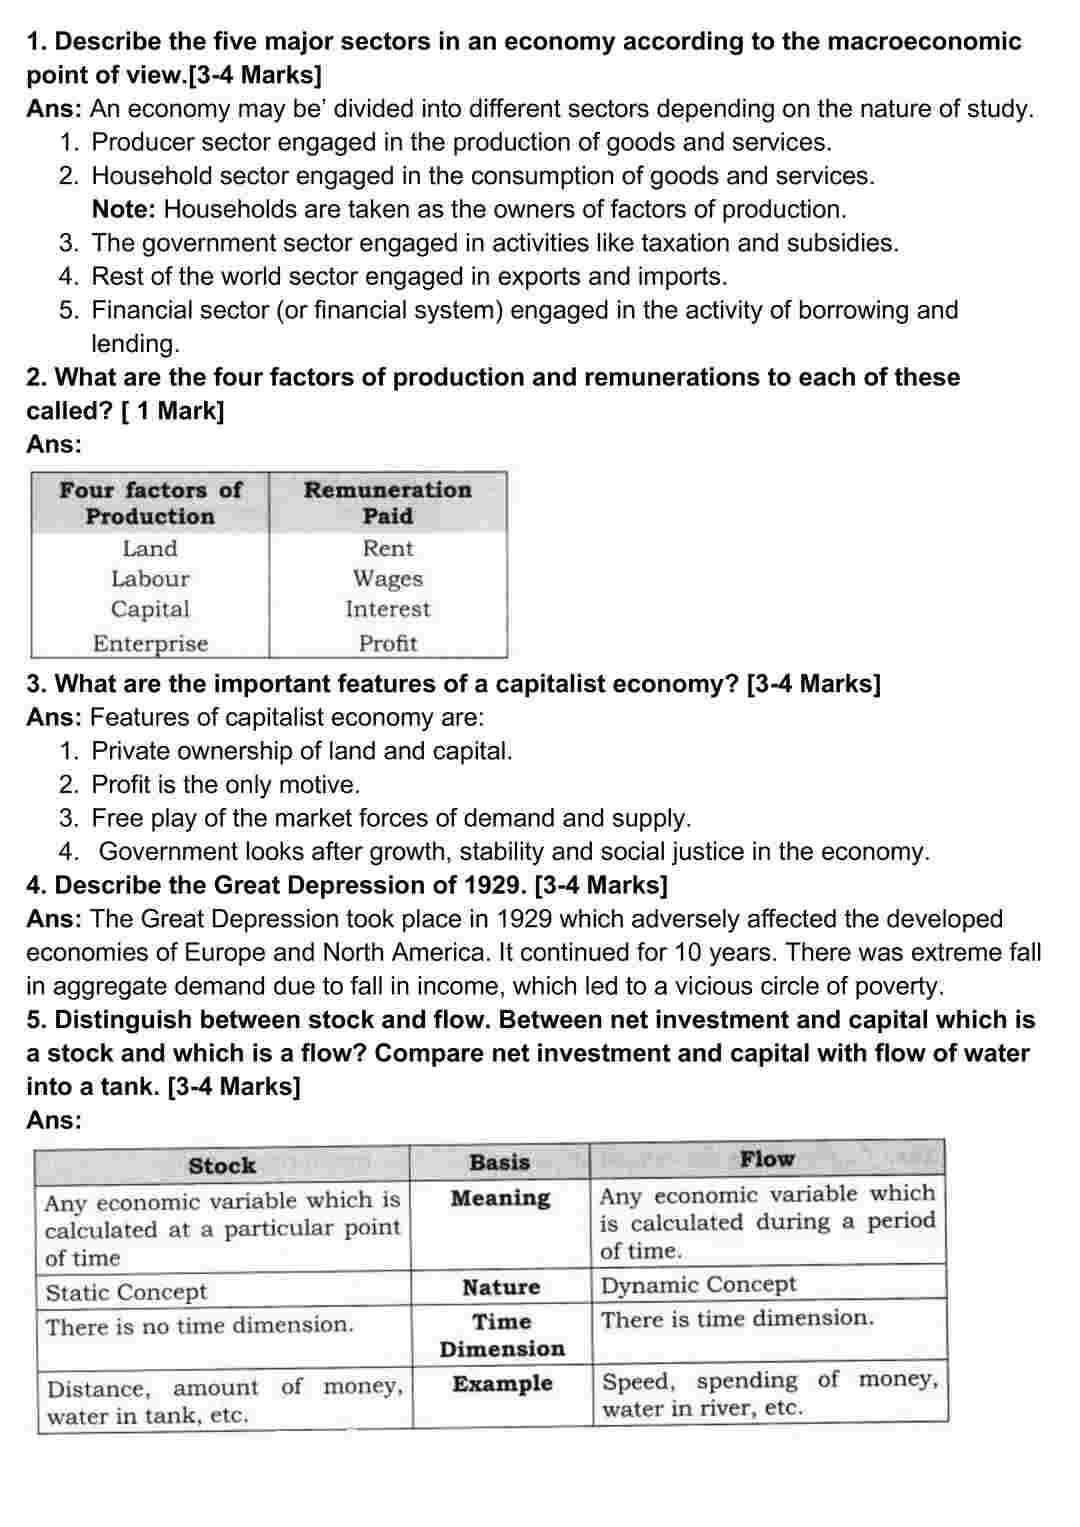 1. Describe the five major sectors in an economy according to the macroeconomic
point of view.[3-4 Marks]
Ans: An economy may be' divided into different sectors depending on the nature of study.
1. Producer sector engaged in the production of goods and services.
2. Household sector engaged in the consumption of goods and services.
Note: Households are taken as the owners of factors of production.
3. The government sector engaged in activities like taxation and subsidies.
4. Rest of the world sector engaged in exports and imports.
5. Financial sector (or financial system) engaged in the activity of borrowing and
lending.
2. What are the four factors of production and remunerations to each of these
called? [ 1 Mark]
Ans:
Four factors of Production | Remuneration Paid
Land | Rent
Labour | Wages
Capital | Interest
Enterprise | Profit
3. What are the important features of a capitalist economy? [3-4 Marks]
Ans: Features of capitalist economy are:
1. Private ownership of land and capital.
2. Profit is the only motive.
3. Free play of the market forces of demand and supply.
4. Government looks after growth, stability and social justice in the economy.
4. Describe the Great Depression of 1929. [3-4 Marks]
Ans: The Great Depression took place in 1929 which adversely affected the developed
economies of Europe and North America. It continued for 10 years. There was extreme fall
in aggregate demand due to fall in income, which led to a vicious circle of poverty.
5. Distinguish between stock and flow. Between net investment and capital which is
a stock and which is a flow? Compare net investment and capital with flow of water
into a tank. [3-4 Marks]
Ans:
Stock | Basis | Flow
Any economic variable which is calculated at a particular point of time | Meaning | Any economic variable which is calculated during a period of time.
Static Concept | Nature | Dynamic Concept
There is no time dimension. | Time Dimension | There is time dimension.
Distance, amount of money, water in tank, etc. | Example | Speed, spending of money, water in river, etc.